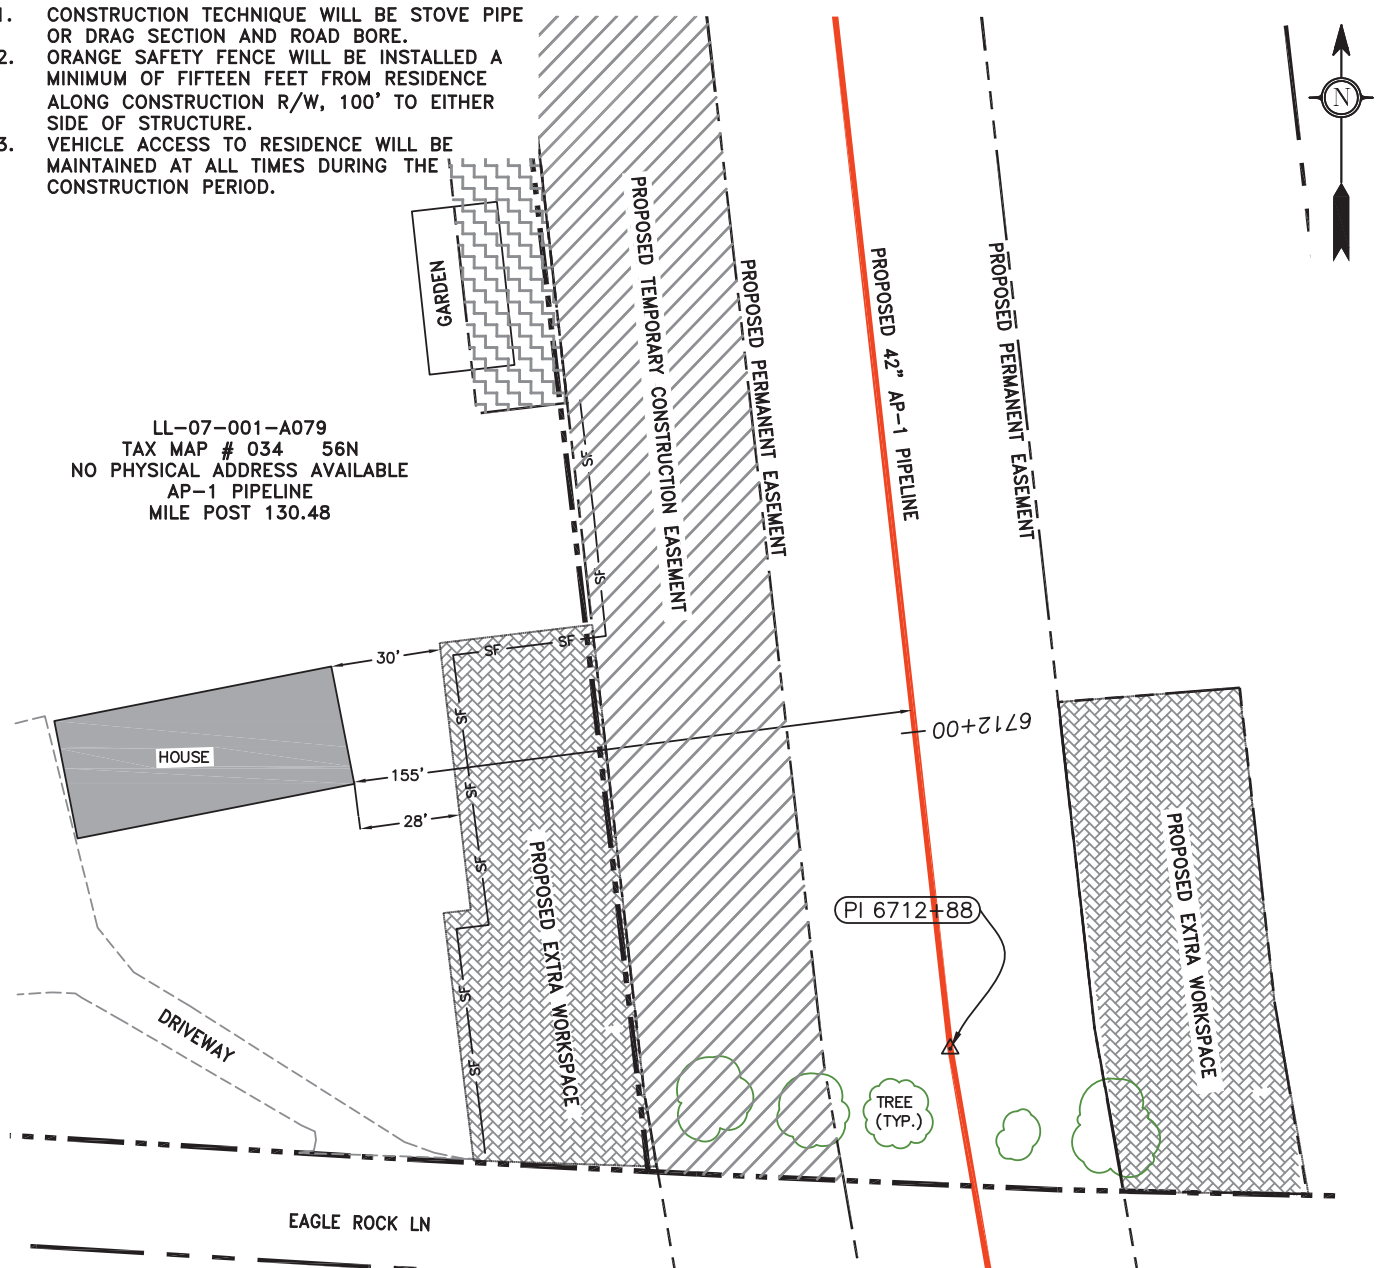 1. CONSTRUCTION TECHNIQUE WILL BE STOVE PIPE
OR DRAG SECTION AND ROAD BORE.
2. ORANGE SAFETY FENCE WILL BE INSTALLED A
MINIMUM OF FIFTEEN FEET FROM RESIDENCE
ALONG CONSTRUCTION R/W, 100' TO EITHER
SIDE OF STRUCTURE.
3. VEHICLE ACCESS TO RESIDENCE WILL BE
MAINTAINED AT ALL TIMES DURING THE
CONSTRUCTION PERIOD.
N
GARDEN
PROPOSED TEMPORARY CONSTRUCTION EASEMENT
PROPOSED PERMANENT EASEMENT
PROPOSED 42" AP-1 PIPELINE
PROPOSED PERMANENT EASEMENT
LL-07-001-A079
TAX MAP # 034 56N
NO PHYSICAL ADDRESS AVAILABLE
AP-1 PIPELINE
MILE POST 130.48
SF
SF
SF
SF
30'
SF
HOUSE
6712+00
155'
SF
28'
SF
PROPOSED EXTRA WORKSPACE
PROPOSED EXTRA WORKSPACE
PI 6712+88
SF
SF
DRIVEWAY
TREE
(TYP.)
EAGLE ROCK LN